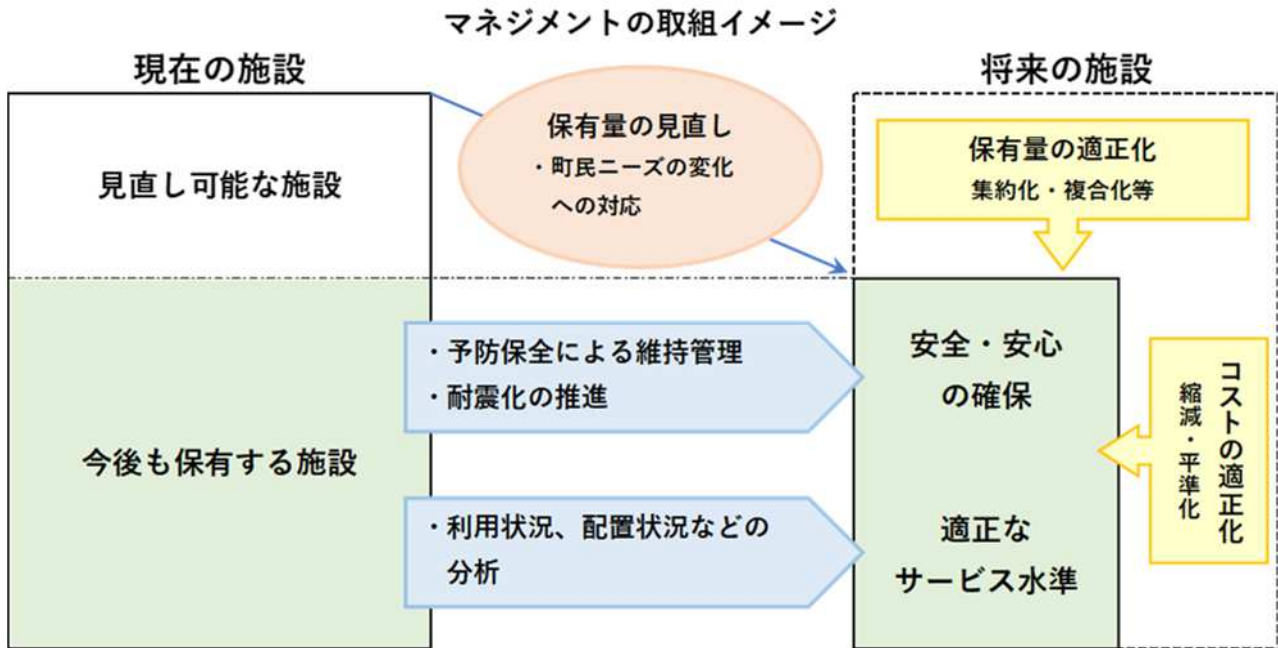 マネジメントの取組イメージ
現在の施設
将来の施設
見直し可能な施設
保有量の見直し
・町民ニーズの変化
への対応
保有量の適正化
集約化・複合化等
今後も保有する施設
・予防保全による維持管理
・耐震化の推進
・利用状況、配置状況などの
分析
安全・安心
の確保
適正な
サービス水準
コストの適正化
縮減・平準化